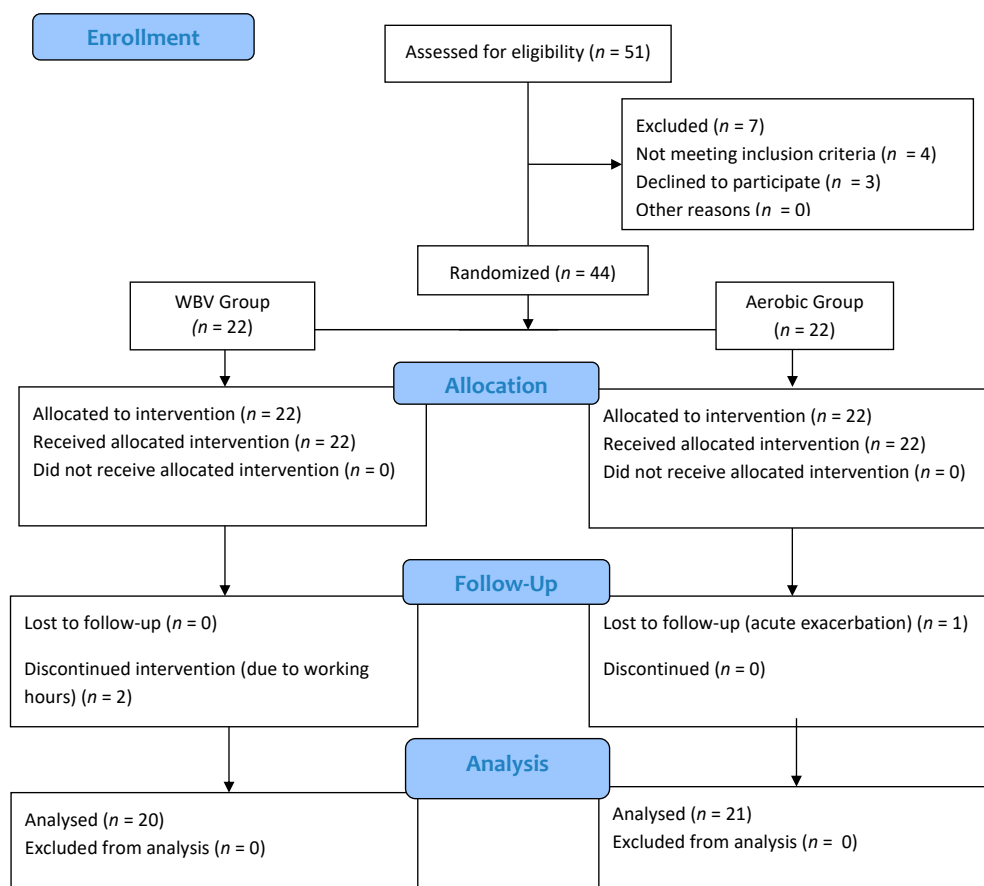 Enrollment
Assessed for eligibility (n = 51)
Excluded (n = 7)
Not meeting inclusion criteria (n = 4)
Declined to participate (n = 3)
Other reasons (n = 0)
Randomized (n = 44)
WBV Group
(n = 22)
Aerobic Group
(n = 22)
Allocation
Allocated to intervention (n = 22)
Received allocated intervention (n = 22)
Did not receive allocated intervention (n = 0)
Allocated to intervention (n = 22)
Received allocated intervention (n = 22)
Did not receive allocated intervention (n = 0)
Follow-Up
Lost to follow-up (n = 0)
Discontinued intervention (due to working
hours) (n = 2)
Lost to follow-up (acute exacerbation) (n = 1)
Discontinued (n = 0)
Analysis
Analysed (n = 20)
Excluded from analysis (n = 0)
Analysed (n = 21)
Excluded from analysis (n = 0)